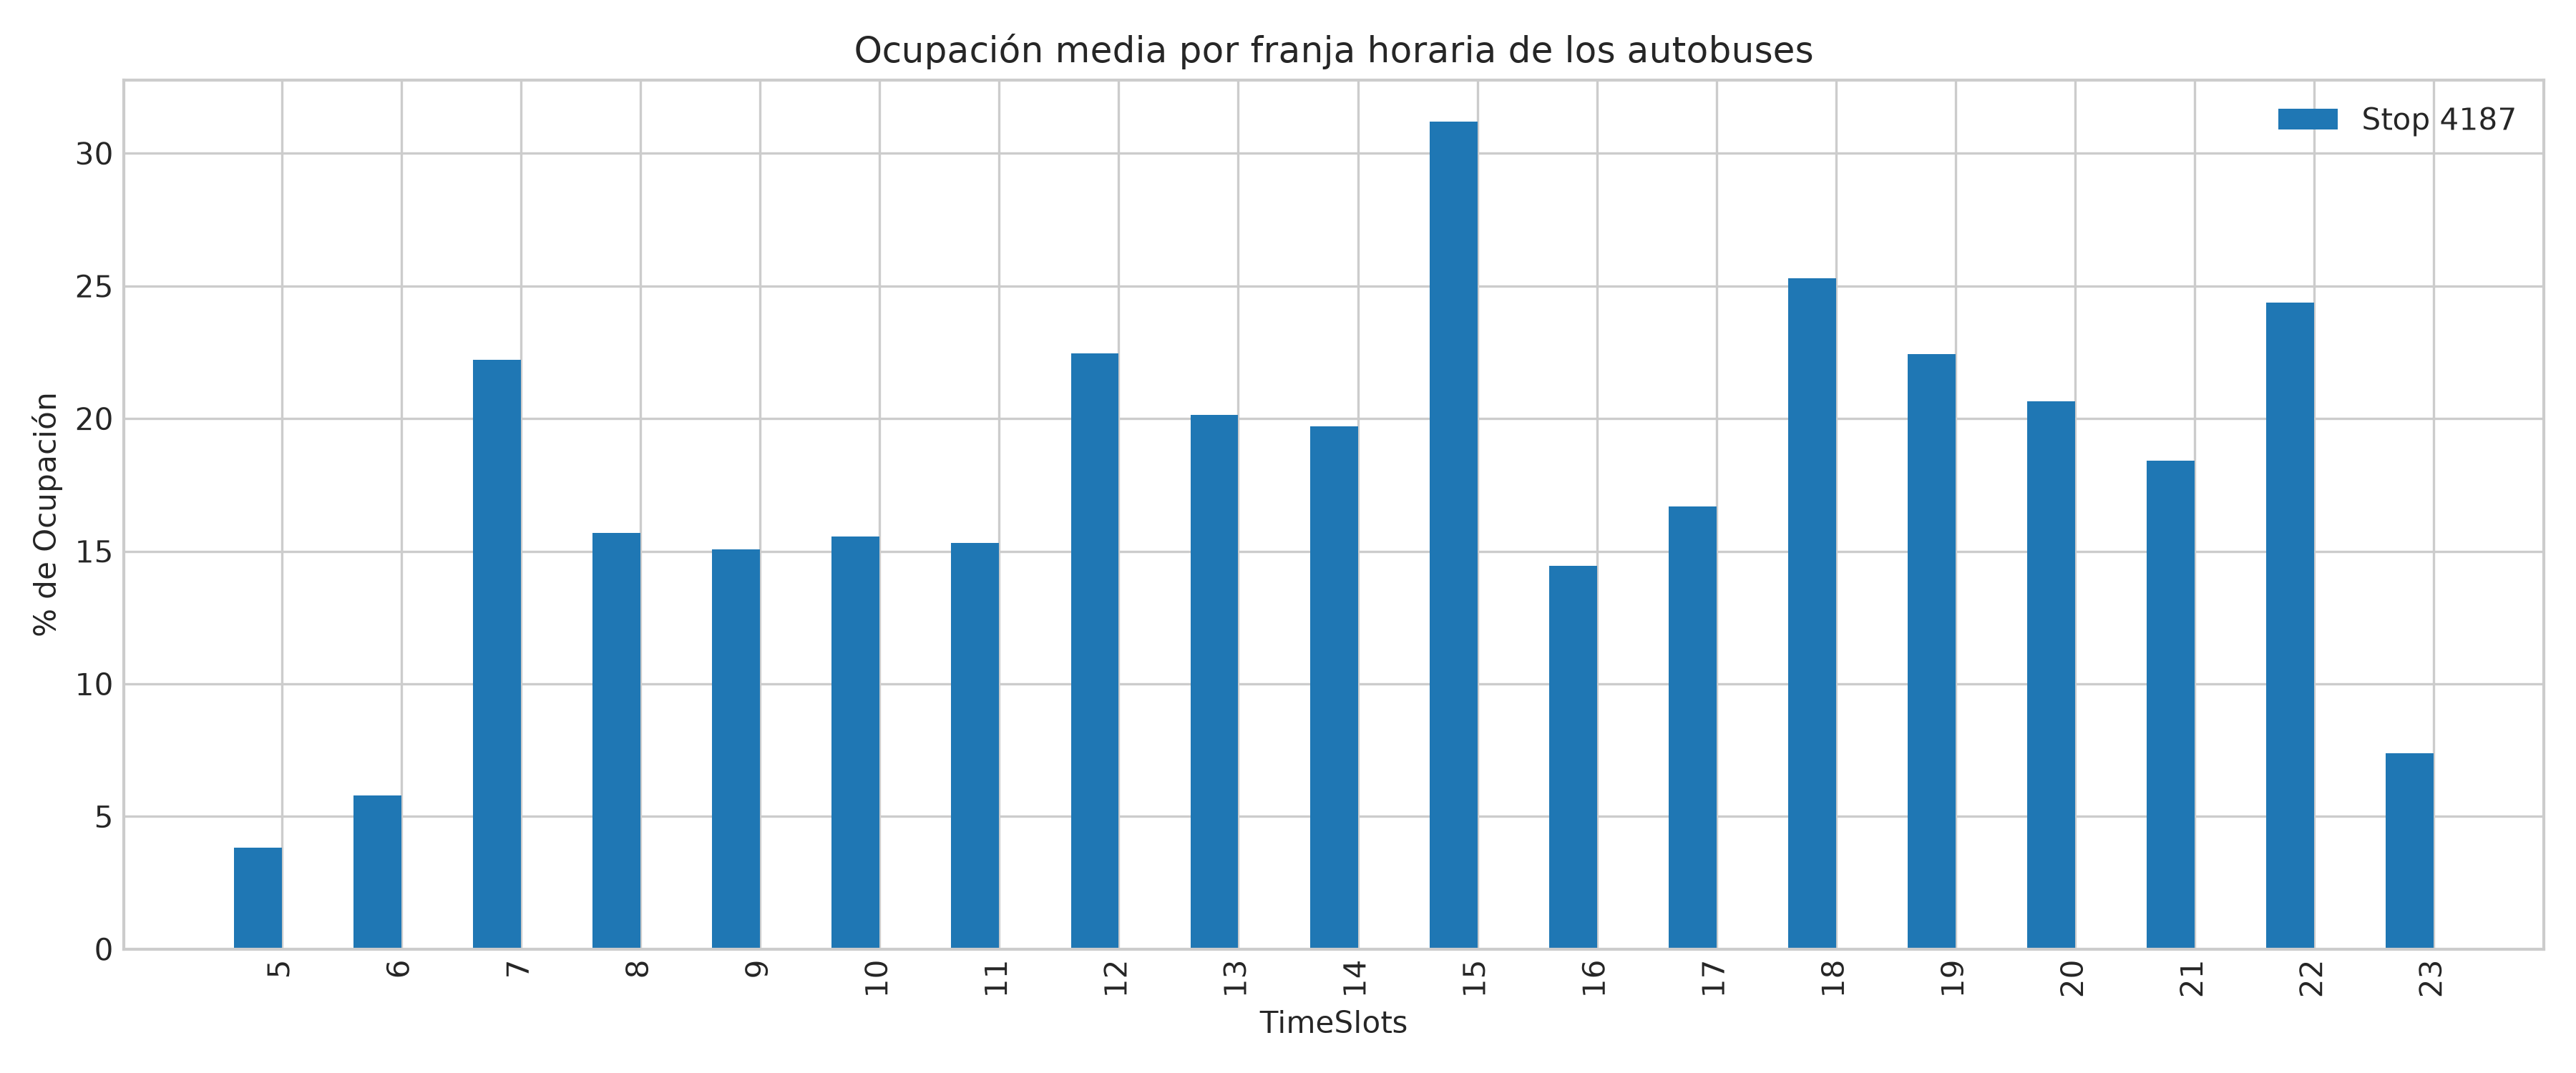 Ocupación media por franja horaria de los autobuses
Stop 4187
% de Ocupación
30
25
20
15
10
5
0
5 6 7 8 9 10 11 12 13 14 15 16 17 18 19 20 21 22 23
TimeSlots